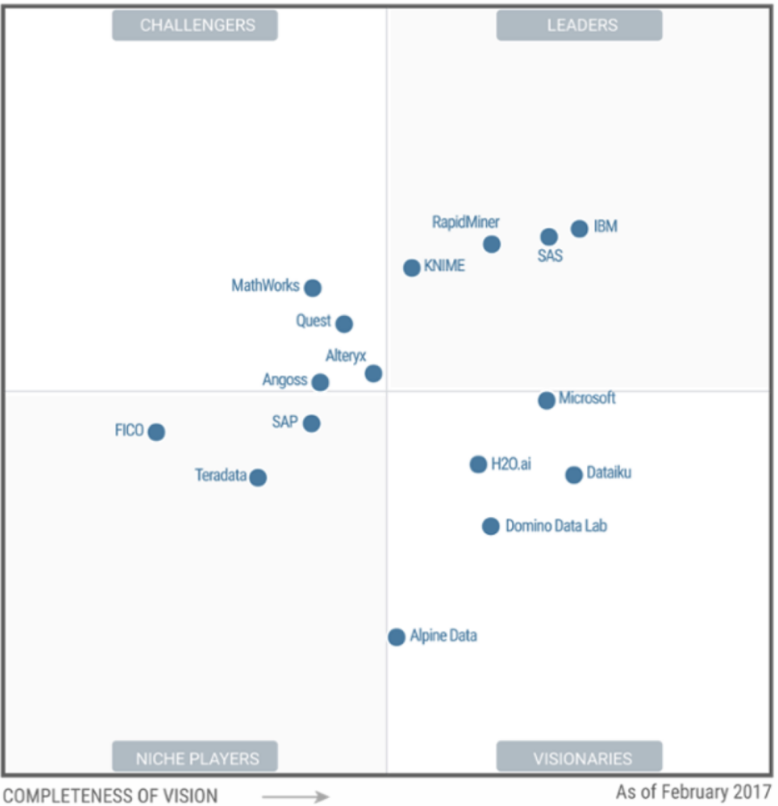 CHALLENGERS
LEADERS
RapidMiner
IBM
SAS
KNIME
MathWorks
Quest
Alteryx
Angoss
Microsoft
SAP
FICO
H2O.ai
Dataiku
Teradata
Domino Data Lab
Alpine Data
NICHE PLAYERS
VISIONARIES
COMPLETENESS OF VISION
As of February 2017